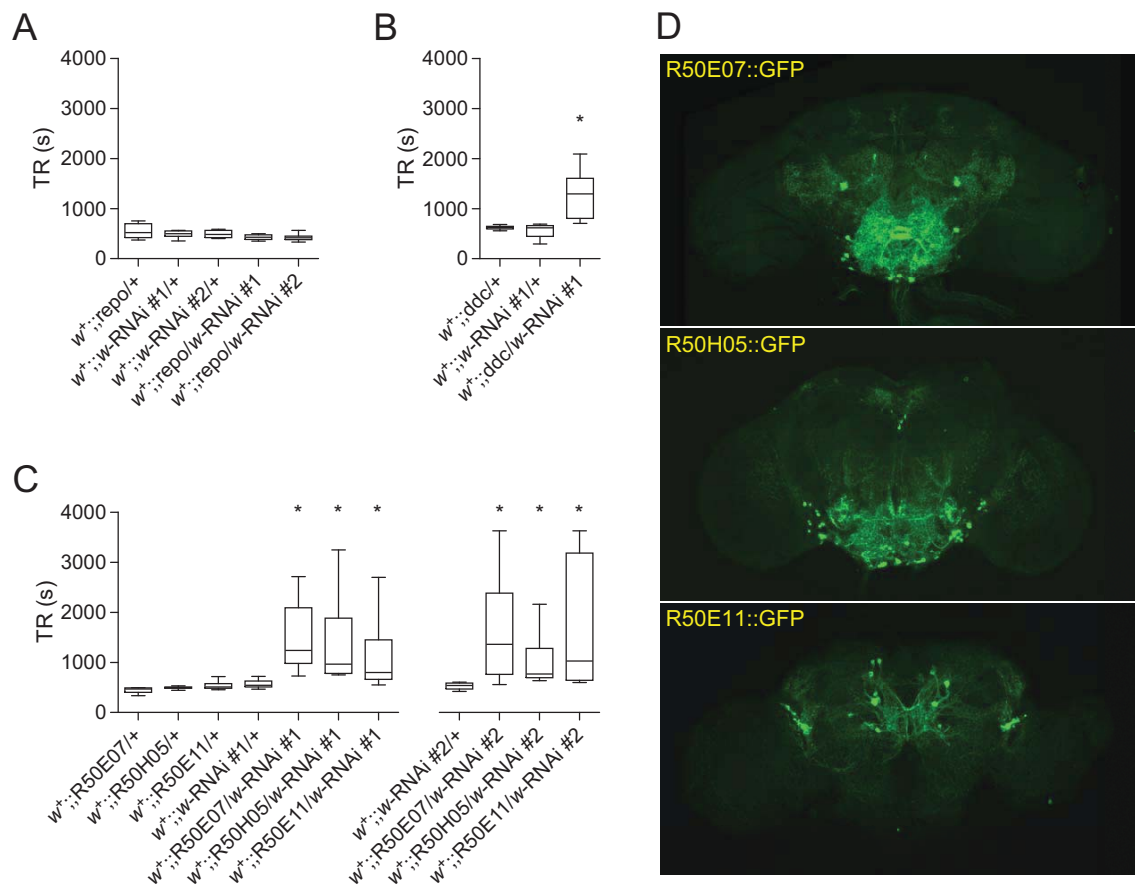 A
TR (s)
4000
3000
2000
1000
0
w+;;repo/+
w+;;w-RNAi #1/+
w+;;w-RNAi #2/+
w+;;repo/w-RNAi #1
w+;;repo/w-RNAi #2
B
TR (s)
4000
3000
2000
1000
0
*
w+;;ddc/+
w+;;w-RNAi #1/+
w+;;ddc/w-RNAi #1
C
TR (s)
4000
3000
2000
1000
0
* * *
* * *
w+;;R50E07/+
w+;;R50H05/+
w+;;R50E11/+
w+;;w-RNAi #1/+
w+;;R50E07/w-RNAi #1
w+;;R50H05/w-RNAi #1
w+;;R50E11/w-RNAi #1
w+;;w-RNAi #2/+
w+;;R50E07/w-RNAi #2
w+;;R50H05/w-RNAi #2
w+;;R50E11/w-RNAi #2
D
R50E07::GFP
R50H05::GFP
R50E11::GFP